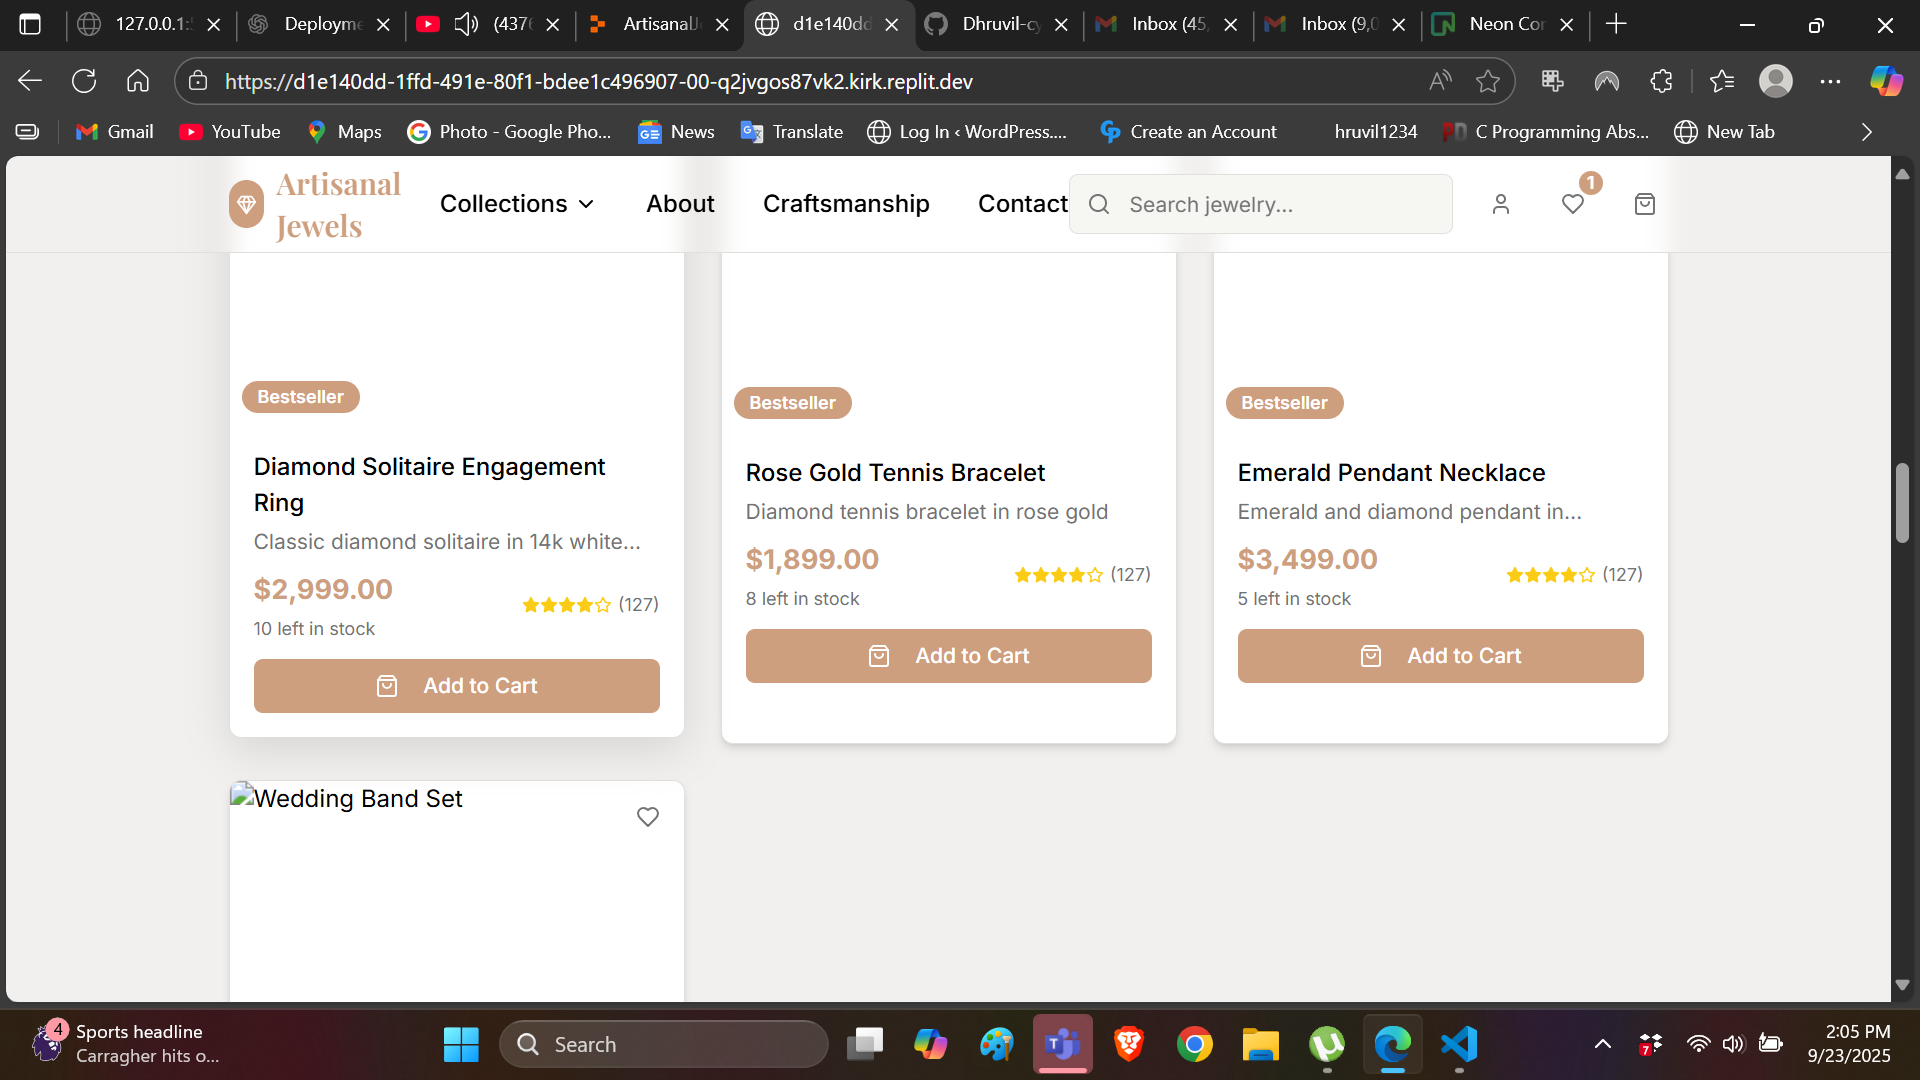 127.0.0.1:5
Deployme
(4376
ArtisanalJe
d1e140dd
Dhruvil-cy
Inbox (45,
Inbox (9,0
Neon Con
https://d1e140dd-1ffd-491e-80f1-bdee1c496907-00-q2jvgos87vk2.kirk.replit.dev
Gmail
YouTube
Maps
Photo - Google Pho...
News
Translate
Log In ‹ WordPress....
Create an Account
hruvil1234
C Programming Abs...
New Tab
Artisanal
Jewels
Collections
About
Craftsmanship
Contact
Search jewelry...
1
Bestseller
Bestseller
Bestseller
Diamond Solitaire Engagement
Ring
Classic diamond solitaire in 14k white...
$2,999.00
(127)
10 left in stock
Add to Cart
Rose Gold Tennis Bracelet
Diamond tennis bracelet in rose gold
$1,899.00
(127)
8 left in stock
Add to Cart
Emerald Pendant Necklace
Emerald and diamond pendant in...
$3,499.00
(127)
5 left in stock
Add to Cart
Wedding Band Set
4
Sports headline
Carragher hits o...
Search
7
2:05 PM
9/23/2025